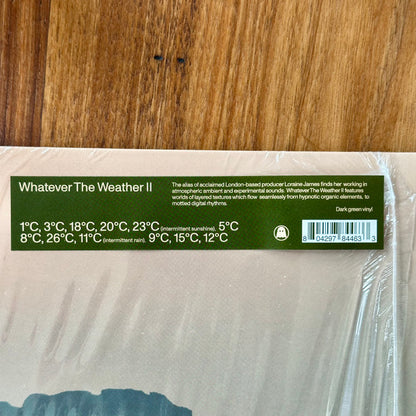 Whatever The Weather II
The alias of acclaimed London-based producer Loraine James finds her working in
atmospheric ambient and experimental sounds. Whatever The Weather II features
worlds of layered textures which flow seamlessly from hypnotic organic elements, to
mottled digital rhythms.
Dark green vinyl
1°C, 3°C, 18°C, 20°C, 23°C (intermittent sunshine), 5°C
8°C, 26°C, 11°C (intermittent rain), 9°C, 15°C, 12°C
8 04297 84463 3